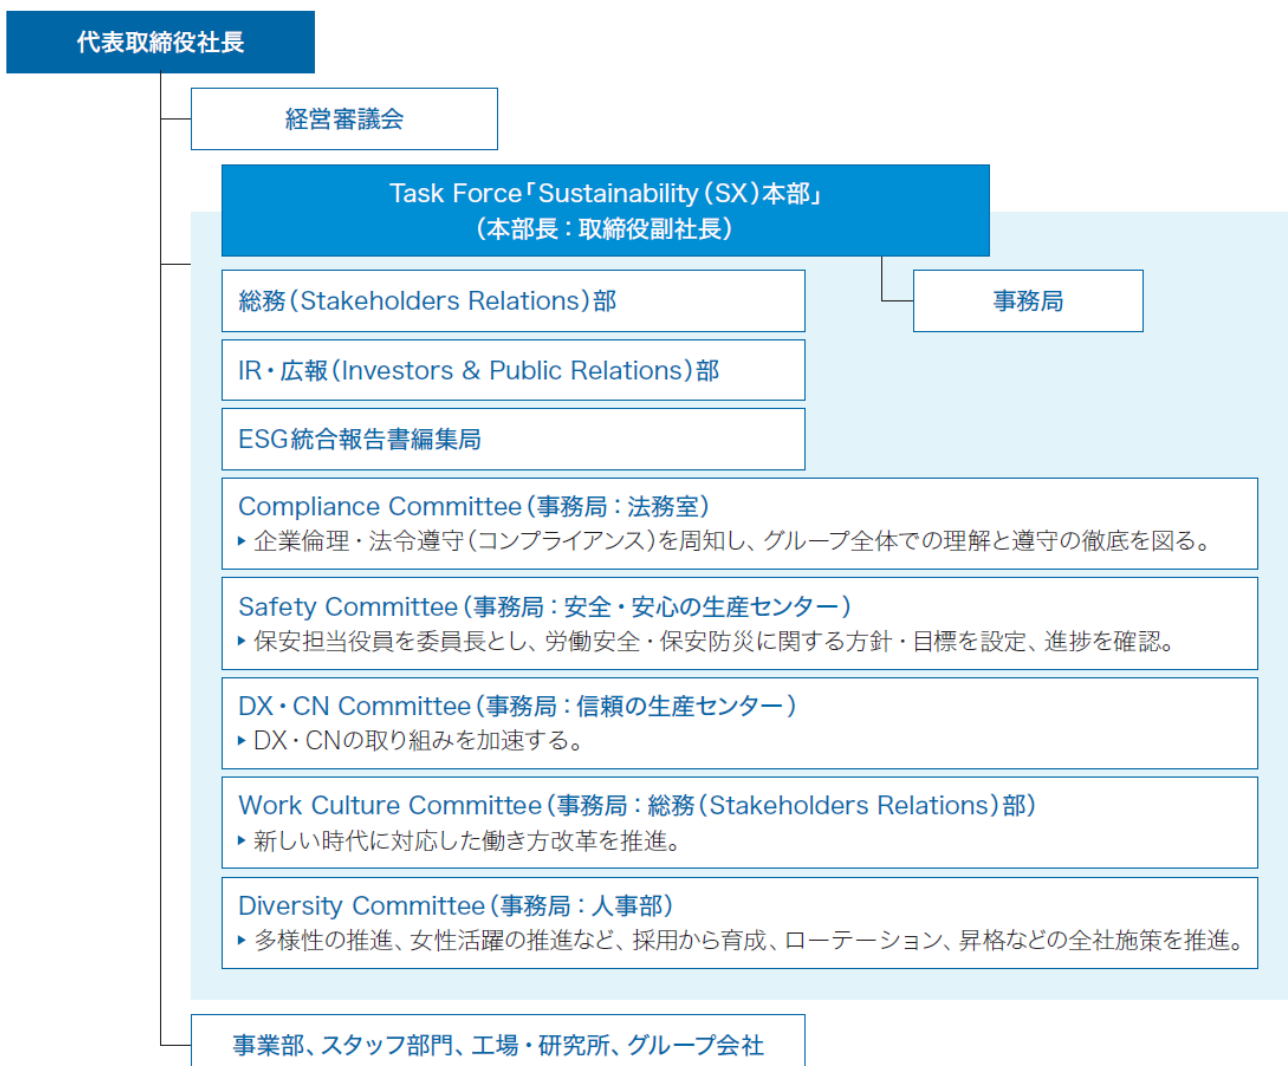 代表取締役社長
経営審議会
Task Force「Sustainability(SX)本部」
(本部長:取締役副社長)
総務(Stakeholders Relations)部
事務局
IR・広報(Investors & Public Relations)部
ESG統合報告書編集局
Compliance Committee(事務局:法務室)
▸ 企業倫理・法令遵守(コンプライアンス)を周知し、グループ全体での理解と遵守の徹底を図る。
Safety Committee(事務局:安全・安心の生産センター)
▸ 保安担当役員を委員長とし、労働安全・保安防災に関する方針・目標を設定、進捗を確認。
DX・CN Committee(事務局:信頼の生産センター)
▸ DX・CNの取り組みを加速する。
Work Culture Committee(事務局:総務(Stakeholders Relations)部)
▸ 新しい時代に対応した働き方改革を推進。
Diversity Committee(事務局:人事部)
▸ 多様性の推進、女性活躍の推進など、採用から育成、ローテーション、昇格などの全社施策を推進。
事業部、スタッフ部門、工場・研究所、グループ会社